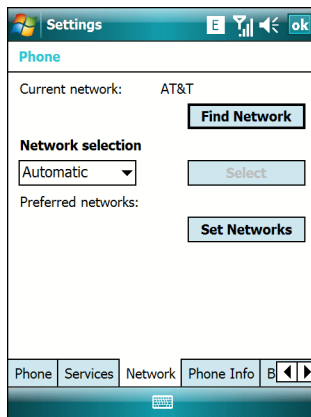 Settings E ok
Phone
Current network: AT&T
Find Network
Network selection
Automatic Select
Preferred networks:
Set Networks
Phone Services Network Phone Info B